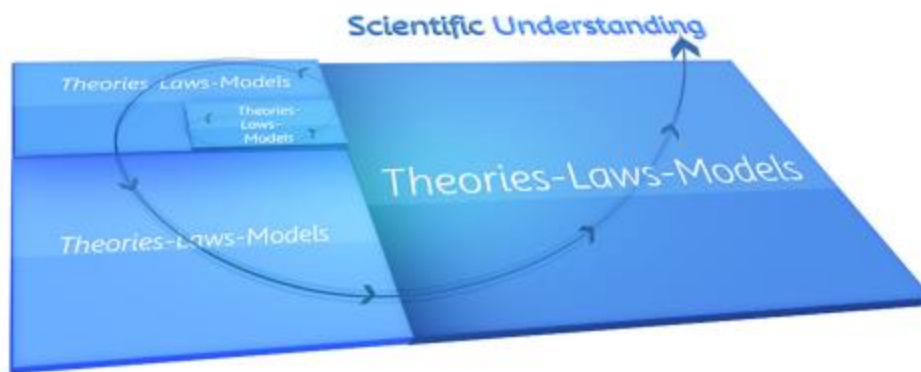 Scientific Understanding
Theories-Laws-Models
Theories-
Laws-
Models
Theories-Laws-Models
Theories-Laws-Models